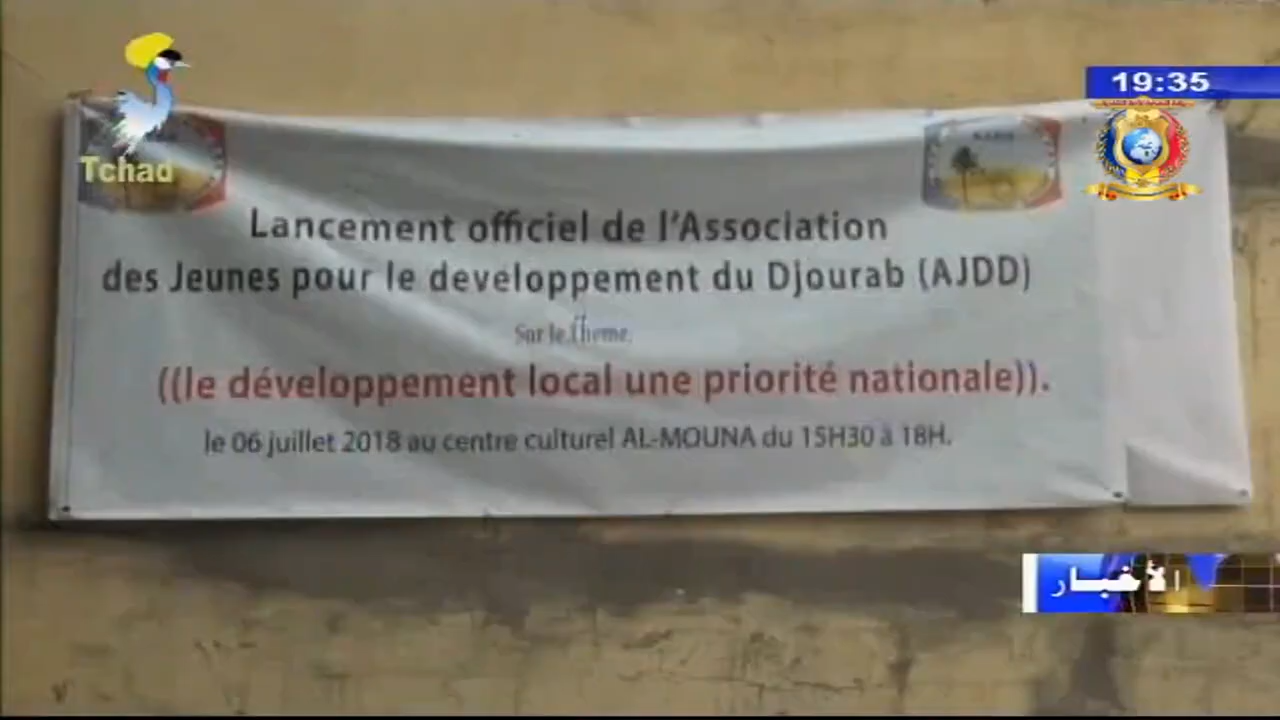 19:35
Tchad
Lancement officiel de l'Association
des Jeunes pour le developpement du Djourab (AJDD)
Sur le theme
((le développement local une priorité nationale)).
le 06 juillet 2018 au centre culturel AL-MOUNA du 15H30 à 18H.
الأخبار